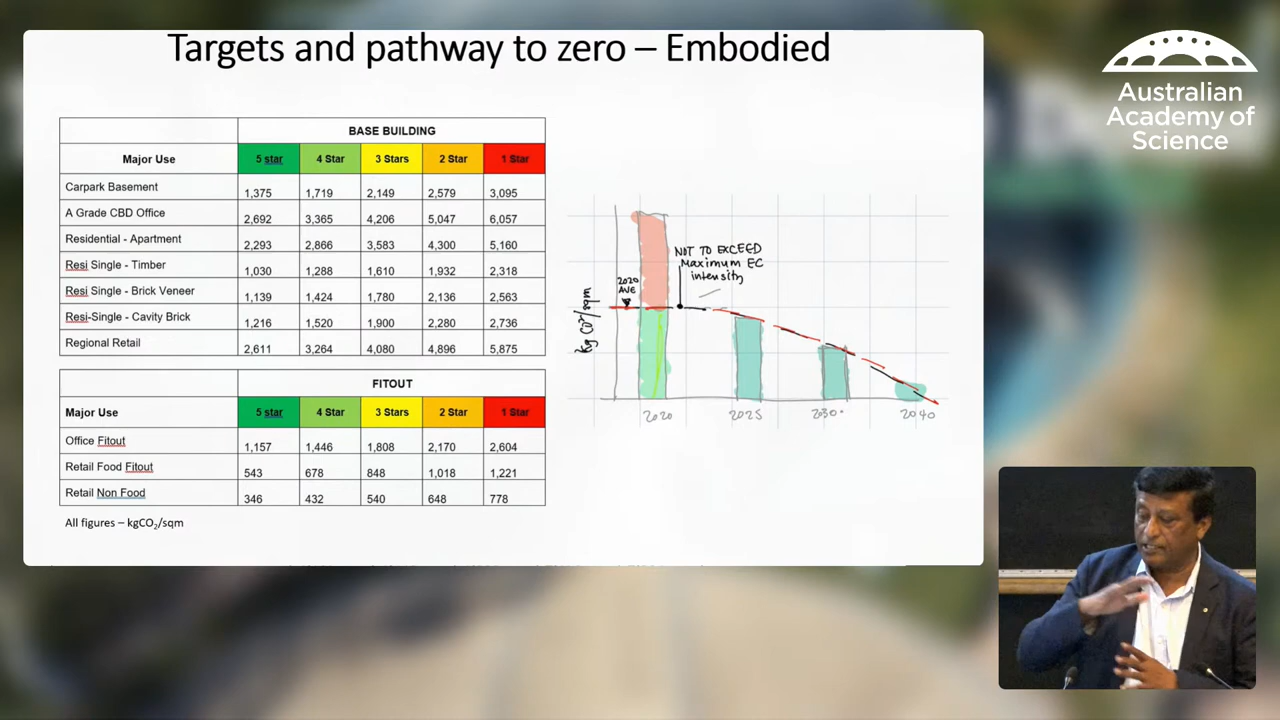 Targets and pathway to zero – Embodied
Australian
Academy of
Science
BASE BUILDING
Major Use 5 star 4 Star 3 Stars 2 Star 1 Star
Carpark Basement 1,375 1,719 2,149 2,579 3,095
A Grade CBD Office 2,692 3,365 4,206 5,047 6,057
Residential - Apartment 2,293 2,866 3,583 4,300 5,160
Resi Single - Timber 1,030 1,288 1,610 1,932 2,318
Resi Single - Brick Veneer 1,139 1,424 1,780 2,136 2,563
Resi-Single - Cavity Brick 1,216 1,520 1,900 2,280 2,736
Regional Retail 2,611 3,264 4,080 4,896 5,875
FITOUT
Major Use 5 star 4 Star 3 Stars 2 Star 1 Star
Office Fitout 1,157 1,446 1,808 2,170 2,604
Retail Food Fitout 543 678 848 1,018 1,221
Retail Non Food 346 432 540 648 778
All figures – kgCO₂/sqm
NOT TO EXCEED
Maximum EC
intensity
2020
AVE
kg CO²/sqm
2020 2025 2030 2040